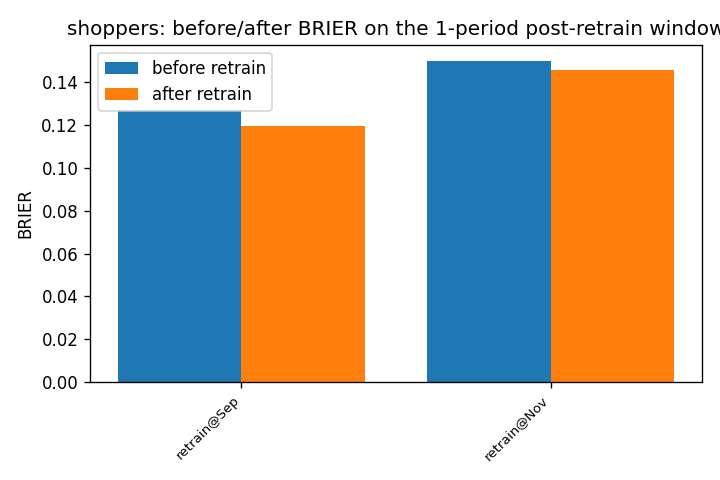 shoppers: before/after BRIER on the 1-period post-retrain window
before retrain
after retrain
BRIER
0.14
0.12
0.10
0.08
0.06
0.04
0.02
0.00
retrain@Sep
retrain@Nov